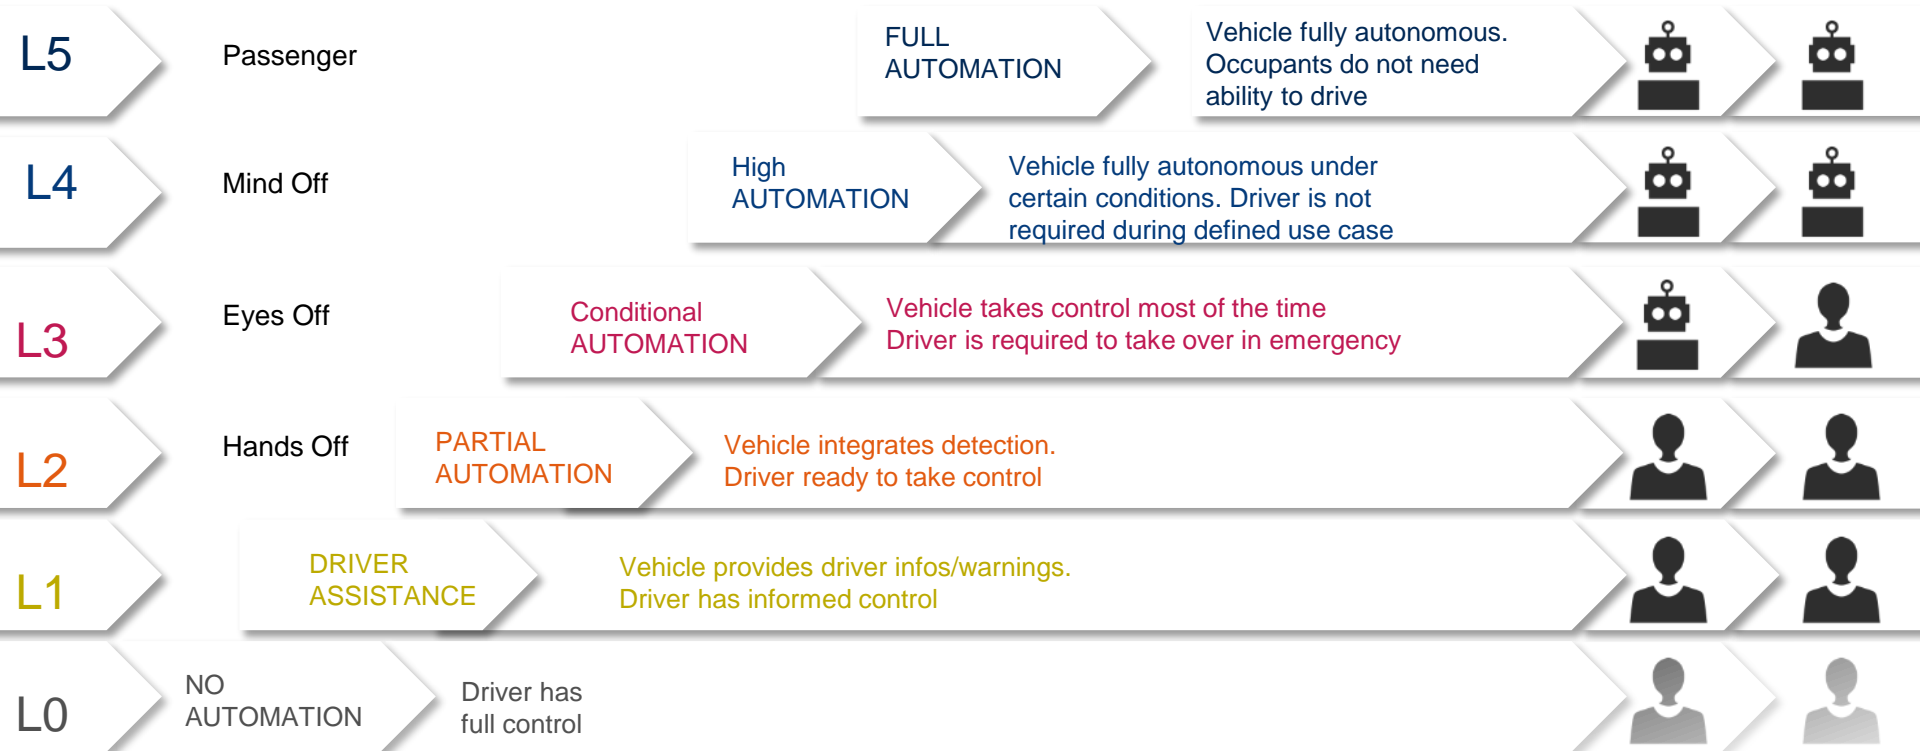 L5
Passenger
FULL
AUTOMATION
Vehicle fully autonomous.
Occupants do not need
ability to drive
L4
Mind Off
High
AUTOMATION
Vehicle fully autonomous under
certain conditions. Driver is not
required during defined use case
L3
Eyes Off
Conditional
AUTOMATION
Vehicle takes control most of the time
Driver is required to take over in emergency
L2
Hands Off
PARTIAL
AUTOMATION
Vehicle integrates detection.
Driver ready to take control
L1
DRIVER
ASSISTANCE
Vehicle provides driver infos/warnings.
Driver has informed control
L0
NO
AUTOMATION
Driver has
full control